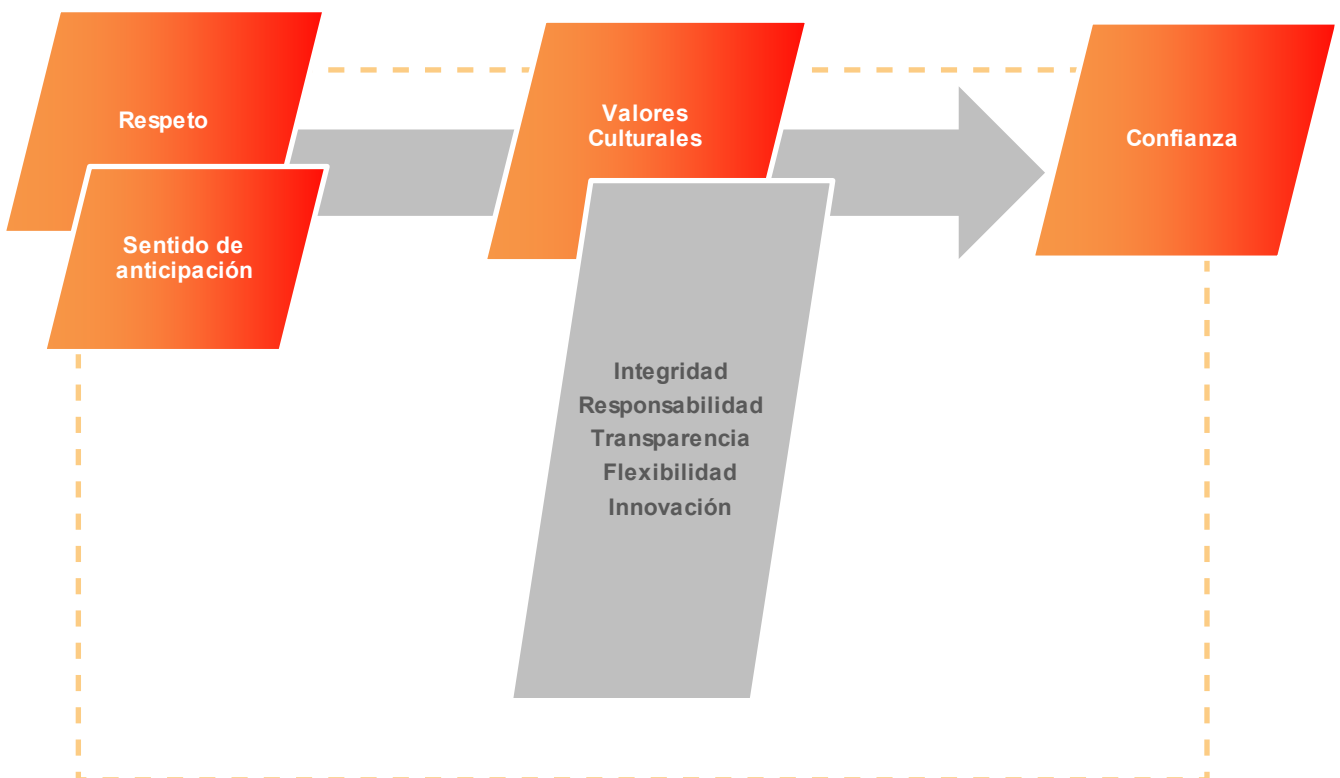 Respeto
Sentido de
anticipación
Valores
Culturales
Integridad
Responsabilidad
Transparencia
Flexibilidad
Innovación
Confianza